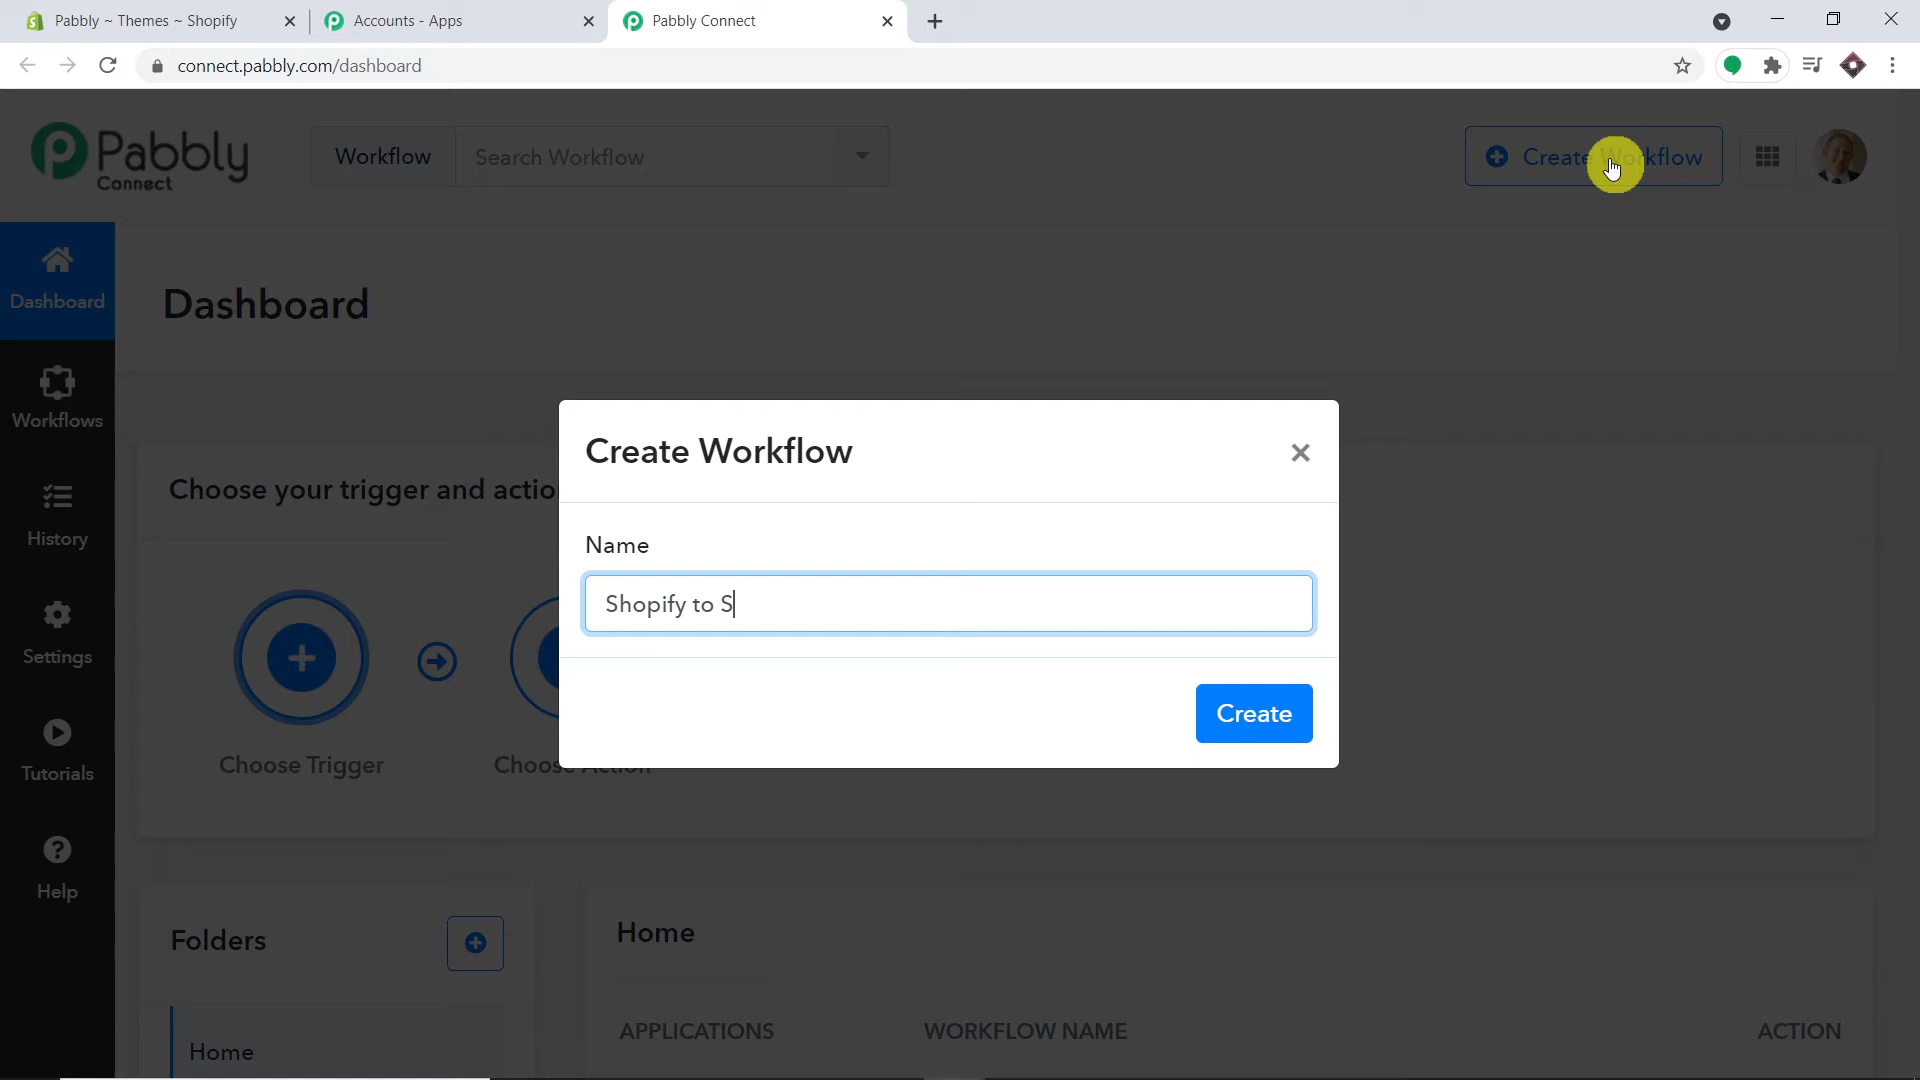 Pabbly ~ Themes ~ Shopify
Accounts - Apps
Pabbly Connect
connect.pabbly.com/dashboard
Pabbly
Connect
Workflow
Search Workflow
Create Workflow
Dashboard
Dashboard
Workflows
History
Settings
Tutorials
Help
Choose your trigger and actio
Choose Trigger
Choose Action
Create Workflow
Name
Shopify to S
Create
Folders
Home
Home
APPLICATIONS WORKFLOW NAME ACTION